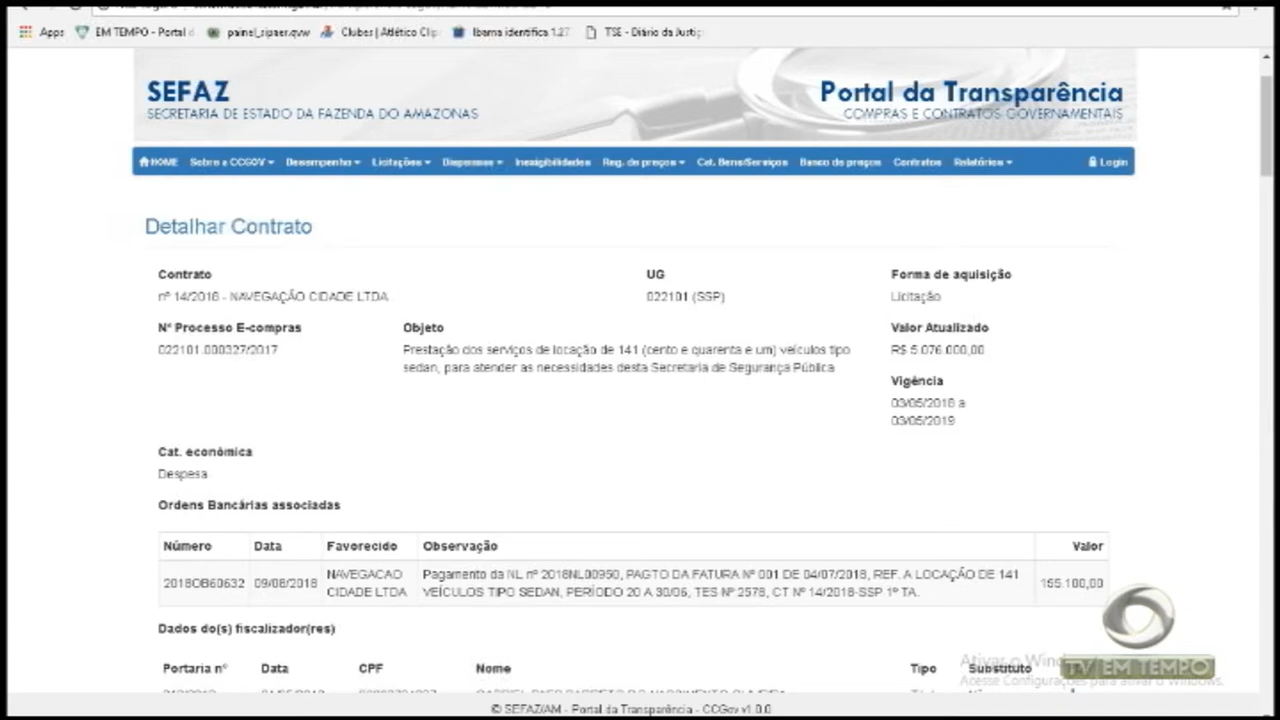 Apps EM TEMPO - Portal d painel_sipaer.qvw Clubes | Atlético Clip Ibama identifica 1,27 TSE - Diário da Justiç
SEFAZ
SECRETARIA DE ESTADO DA FAZENDA DO AMAZONAS
Portal da Transparência
COMPRAS E CONTRATOS GOVERNAMENTAIS
HOME Sobre a CCGOV Desempenho Licitações Dispensas Inexigibilidades Reg. de preços Cat. Bens/Serviços Banco de preços Contratos Relatórios Login
Detalhar Contrato
Contrato UG Forma de aquisição
nº 14/2018 - NAVEGAÇÃO CIDADE LTDA 022101 (SSP) Licitação
Nº Processo E-compras Objeto Valor Atualizado
022101.000327/2017 Prestação dos serviços de locação de 141 (cento e quarenta e um) veículos tipo R$ 5.076.000,00
sedan, para atender as necessidades desta Secretaria de Segurança Pública
Vigência
03/05/2018 a
03/05/2019
Cat. econômica
Despesa
Ordens Bancárias associadas
Número Data Favorecido Observação Valor
2018OB60632 09/08/2018 NAVEGACAO CIDADE LTDA Pagamento da NL nº 2018NL00950, PAGTO DA FATURA Nº 001 DE 04/07/2018, REF. A LOCAÇÃO DE 141 155.100,00
VEÍCULOS TIPO SEDAN, PERÍODO 20 A 30/06, TES Nº 2578, CT Nº 14/2018-SSP 1º TA.
Dados do(s) fiscalizador(res)
Portaria nº Data CPF Nome Tipo Substituto
Ativar o Wind
TV EM TEMPO
Acesse Configurações para ativar o Windows.
© SEFAZ/AM - Portal da Transparência - CCGov v1.0.0